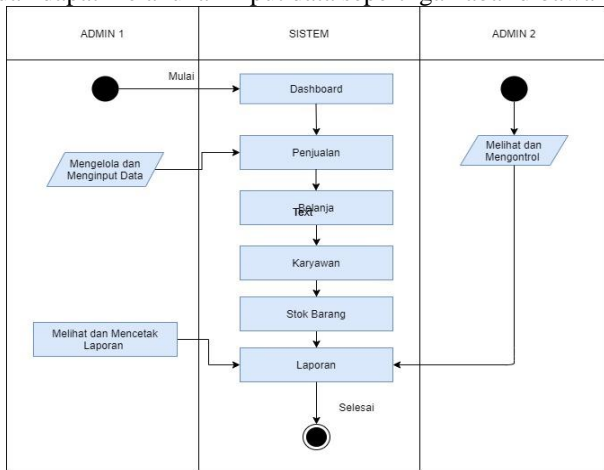 ADMIN 1
SISTEM
ADMIN 2
Mulai
Dashboard
Mengelola dan
Menginput Data
Penjualan
Melihat dan
Mengontrol
Belanja
Text
Karyawan
Stok Barang
Melihat dan Mencetak
Laporan
Laporan
Selesai